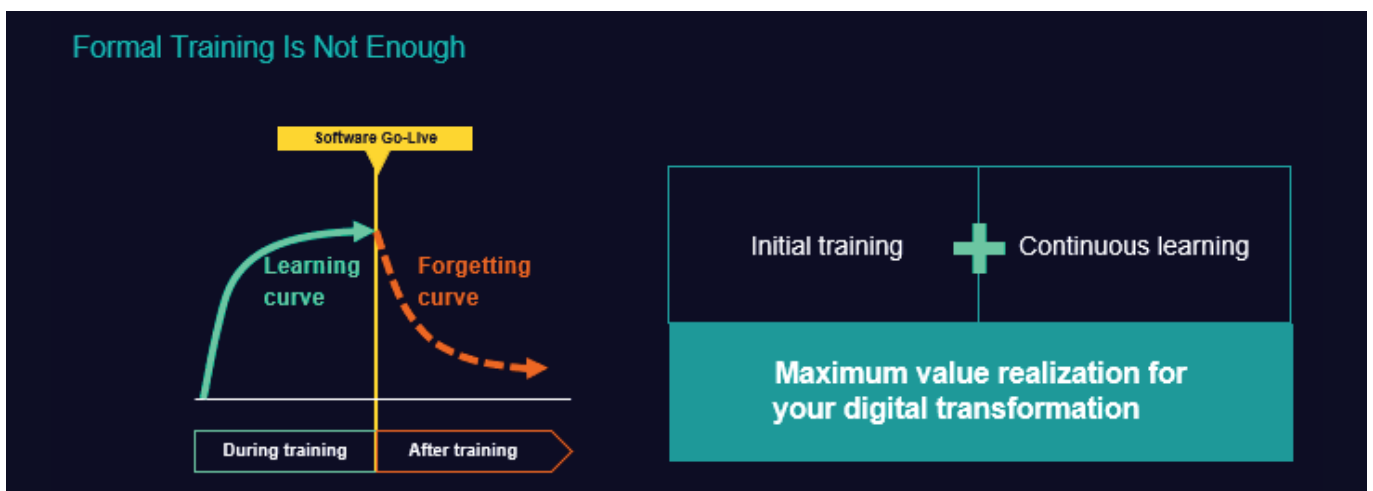 Formal Training Is Not Enough
Software Go-Live
Learning
curve
Forgetting
curve
During training
After training
Initial training
Continuous learning
Maximum value realization for
your digital transformation